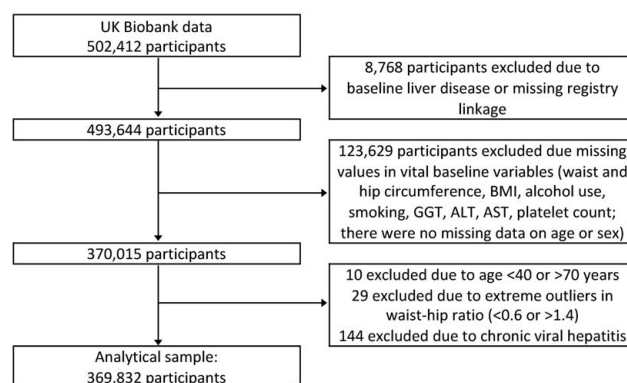 UK Biobank data
502,412 participants
8,768 participants excluded due to
baseline liver disease or missing registry
linkage
493,644 participants
123,629 participants excluded due missing
values in vital baseline variables (waist and
hip circumference, BMI, alcohol use,
smoking, GGT, ALT, AST, platelet count;
there were no missing data on age or sex)
370,015 participants
10 excluded due to age <40 or >70 years
29 excluded due to extreme outliers in
waist-hip ratio (<0.6 or >1.4)
144 excluded due to chronic viral hepatitis
Analytical sample:
369,832 participants